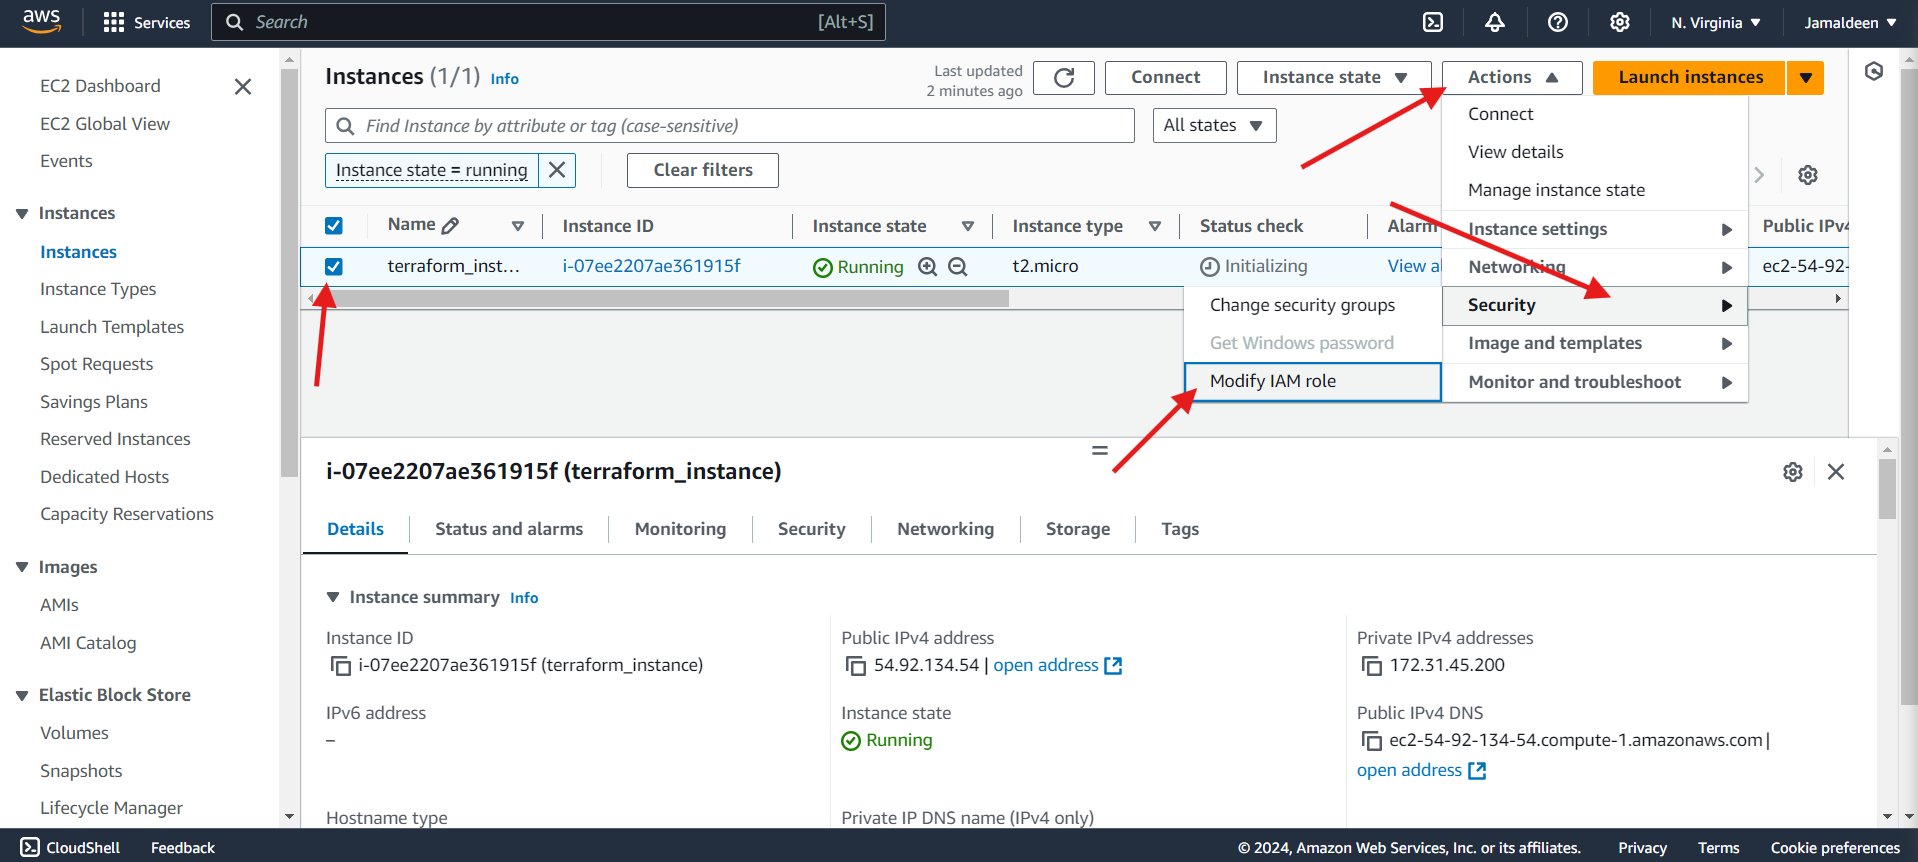 aws
Services
Search
[Alt+S]
N. Virginia
Jamaldeen
EC2 Dashboard
EC2 Global View
Events
Instances
Instances
Instance Types
Launch Templates
Spot Requests
Savings Plans
Reserved Instances
Dedicated Hosts
Capacity Reservations
Images
AMIs
AMI Catalog
Elastic Block Store
Volumes
Snapshots
Lifecycle Manager
Instances (1/1) Info
Last updated
2 minutes ago
Connect
Instance state
Actions
Launch instances
Find Instance by attribute or tag (case-sensitive)
All states
Instance state = running
Clear filters
Connect
View details
Manage instance state
Instance settings
Networking
Security
Image and templates
Monitor and troubleshoot
Change security groups
Get Windows password
Modify IAM role
Name
Instance ID
Instance state
Instance type
Status check
Alarm
Public IPv4
terraform_inst...
i-07ee2207ae361915f
Running
t2.micro
Initializing
View al
ec2-54-92-
i-07ee2207ae361915f (terraform_instance)
Details
Status and alarms
Monitoring
Security
Networking
Storage
Tags
Instance summary Info
Instance ID
i-07ee2207ae361915f (terraform_instance)
Public IPv4 address
54.92.134.54 | open address
Private IPv4 addresses
172.31.45.200
IPv6 address
–
Instance state
Running
Public IPv4 DNS
ec2-54-92-134-54.compute-1.amazonaws.com |
open address
Hostname type
Private IP DNS name (IPv4 only)
CloudShell
Feedback
© 2024, Amazon Web Services, Inc. or its affiliates.
Privacy
Terms
Cookie preferences